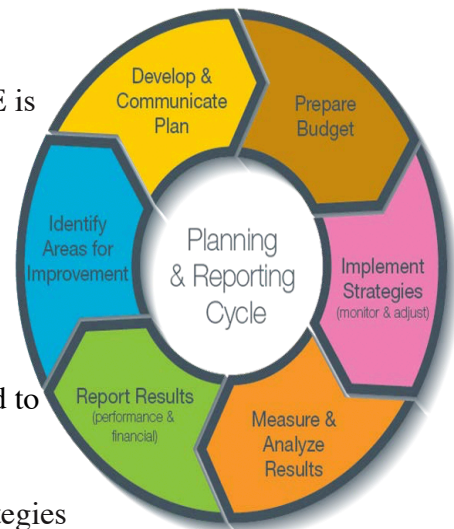 E is
d to
tegies
Develop &
Communicate
Plan
Prepare
Budget
Implement
Strategies
(monitor & adjust)
Measure &
Analyze
Results
Report Results
(performance &
financial)
Identify
Areas for
Improvement
Planning
& Reporting
Cycle